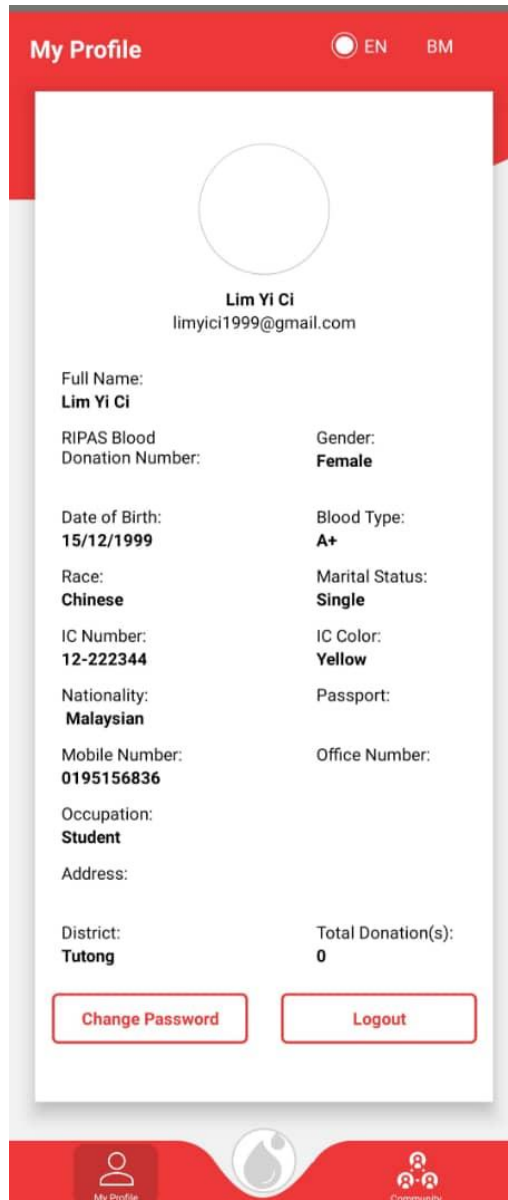 My Profile
EN
BM
Lim Yi Ci
limyici1999@gmail.com
Full Name:
Lim Yi Ci
RIPAS Blood
Donation Number:
Gender:
Female
Date of Birth:
15/12/1999
Blood Type:
A+
Race:
Chinese
Marital Status:
Single
IC Number:
12-222344
IC Color:
Yellow
Nationality:
Malaysian
Passport:
Mobile Number:
0195156836
Office Number:
Occupation:
Student
Address:
District:
Tutong
Total Donation(s):
0
Change Password
Logout
My Profile
Community